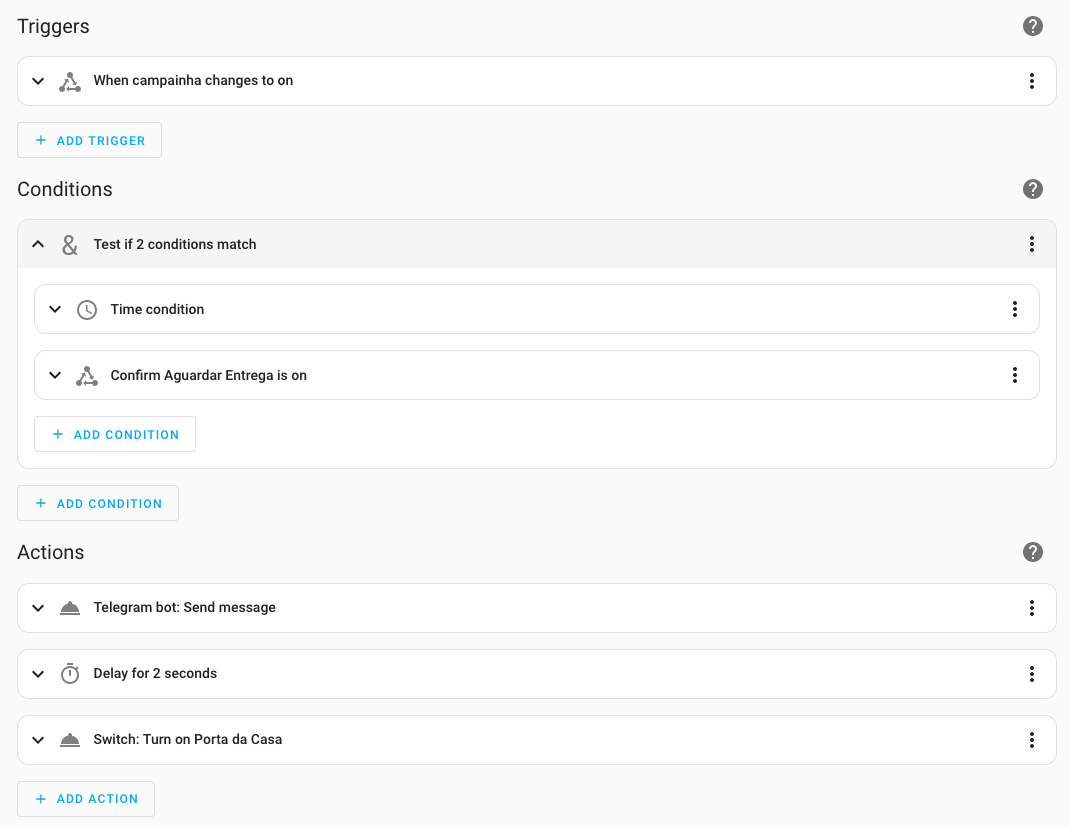 Triggers
When campainha changes to on
+ ADD TRIGGER
Conditions
& Test if 2 conditions match
Time condition
Confirm Aguardar Entrega is on
+ ADD CONDITION
+ ADD CONDITION
Actions
Telegram bot: Send message
Delay for 2 seconds
Switch: Turn on Porta da Casa
+ ADD ACTION